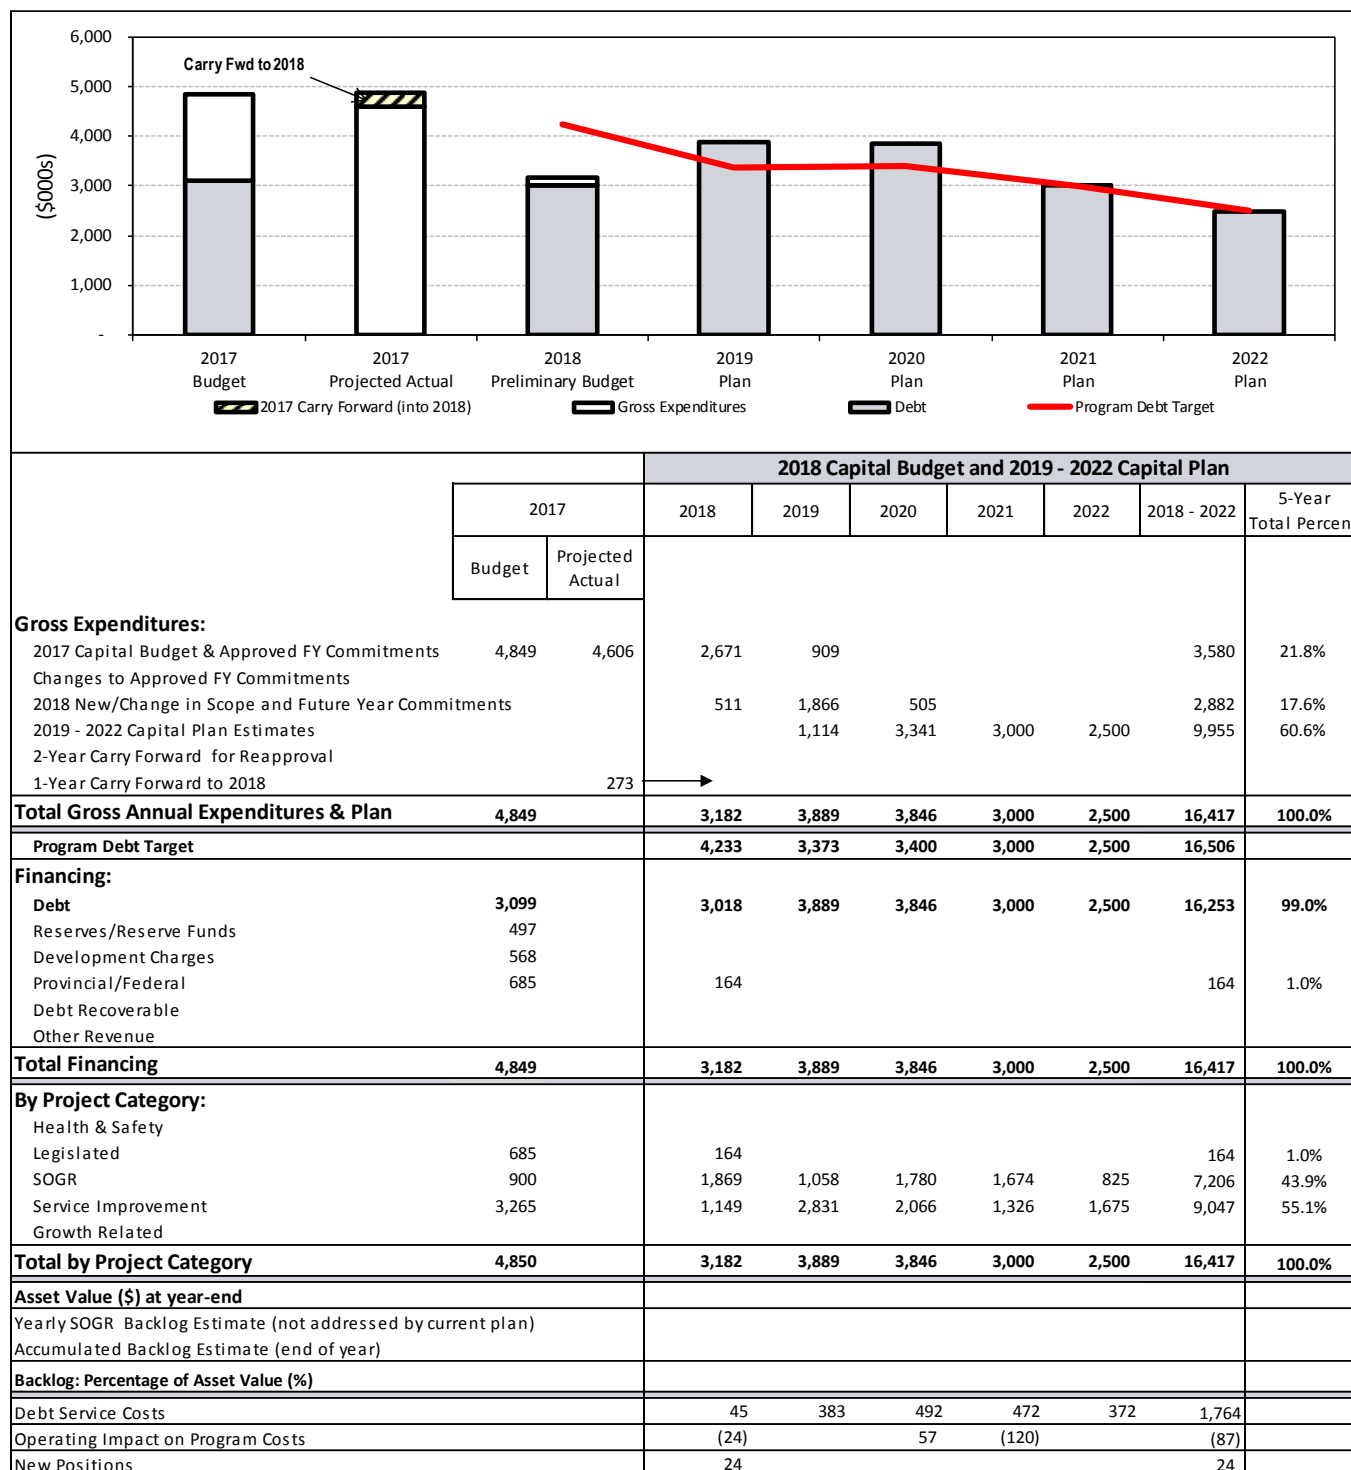 6,000
5,000
4,000
3,000
2,000
1,000
-
($000s)
Carry Fwd to 2018
2017 2017 2018 2019 2020 2021 2022
Budget Projected Actual Preliminary Budget Plan Plan Plan Plan
2017 Carry Forward (into 2018) Gross Expenditures Debt Program Debt Target
2018 Capital Budget and 2019 - 2022 Capital Plan
2017 2018 2019 2020 2021 2022 2018 - 2022 5-Year
Total Percen
Budget Projected
Actual
Gross Expenditures:
2017 Capital Budget & Approved FY Commitments 4,849 4,606 2,671 909 3,580 21.8%
Changes to Approved FY Commitments
2018 New/Change in Scope and Future Year Commitments 511 1,866 505 2,882 17.6%
2019 - 2022 Capital Plan Estimates 1,114 3,341 3,000 2,500 9,955 60.6%
2-Year Carry Forward for Reapproval
1-Year Carry Forward to 2018 273
Total Gross Annual Expenditures & Plan 4,849 3,182 3,889 3,846 3,000 2,500 16,417 100.0%
Program Debt Target 4,233 3,373 3,400 3,000 2,500 16,506
Financing:
Debt 3,099 3,018 3,889 3,846 3,000 2,500 16,253 99.0%
Reserves/Reserve Funds 497
Development Charges 568
Provincial/Federal 685 164 164 1.0%
Debt Recoverable
Other Revenue
Total Financing 4,849 3,182 3,889 3,846 3,000 2,500 16,417 100.0%
By Project Category:
Health & Safety
Legislated 685 164 164 1.0%
SOGR 900 1,869 1,058 1,780 1,674 825 7,206 43.9%
Service Improvement 3,265 1,149 2,831 2,066 1,326 1,675 9,047 55.1%
Growth Related
Total by Project Category 4,850 3,182 3,889 3,846 3,000 2,500 16,417 100.0%
Asset Value ($) at year-end
Yearly SOGR Backlog Estimate (not addressed by current plan)
Accumulated Backlog Estimate (end of year)
Backlog: Percentage of Asset Value (%)
Debt Service Costs 45 383 492 472 372 1,764
Operating Impact on Program Costs (24) 57 (120) (87)
New Positions 24 24